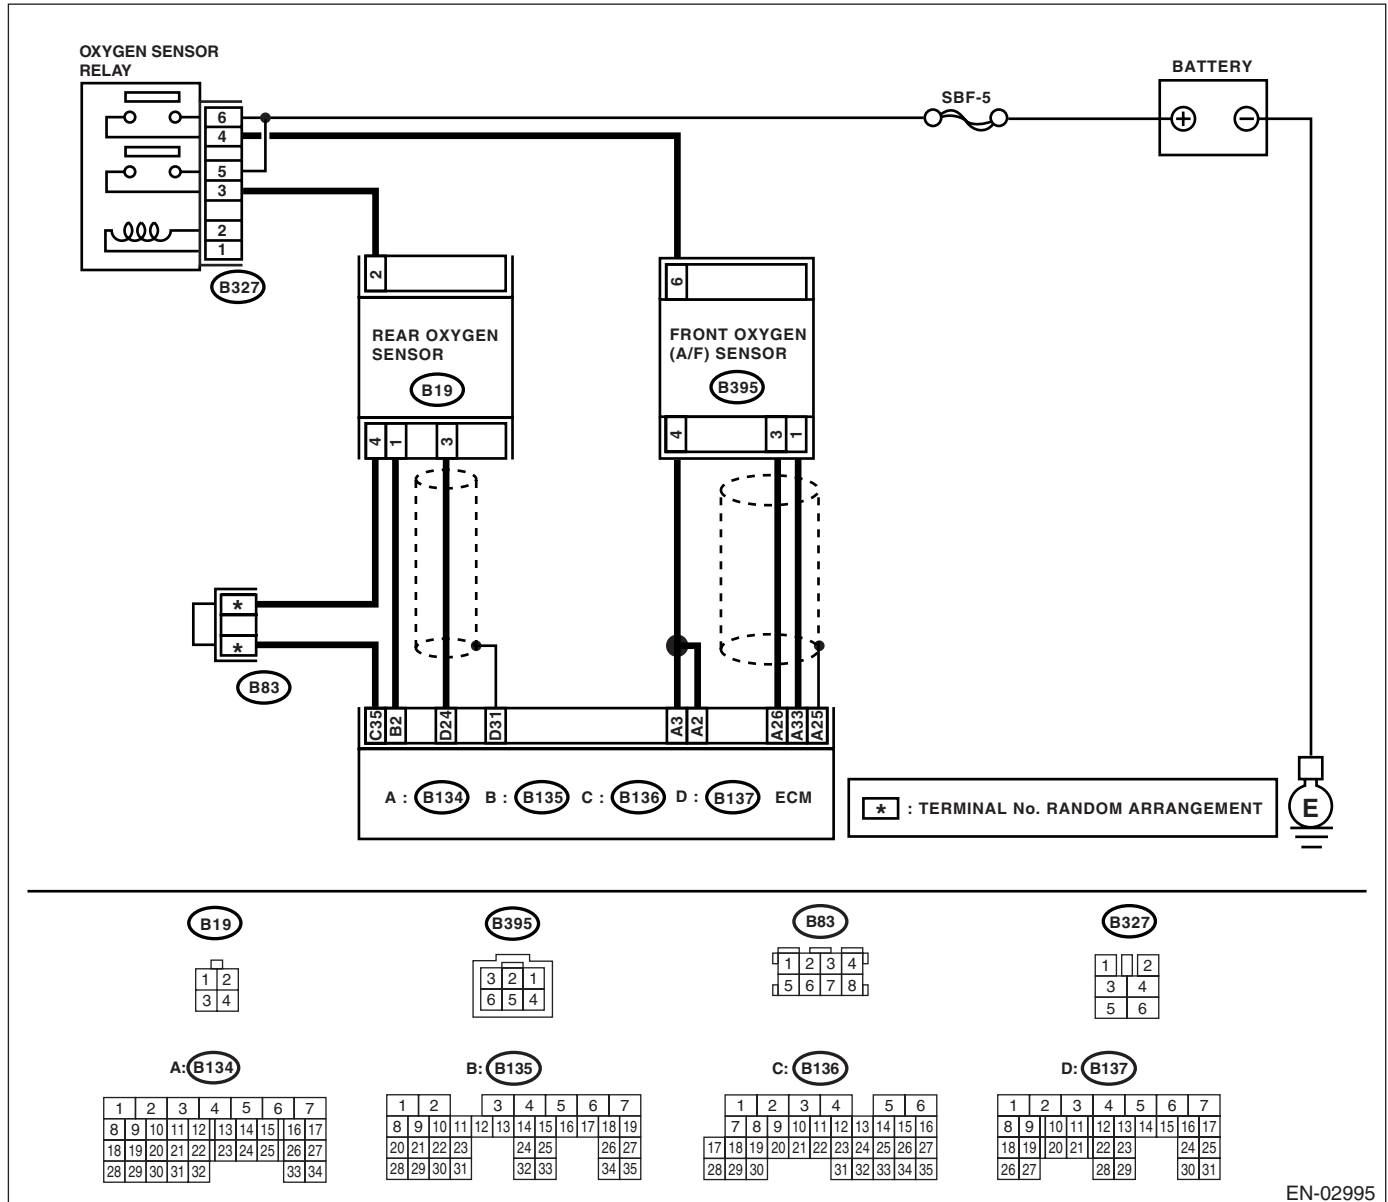 OXYGEN SENSOR
RELAY
BATTERY
SBF-5
6
4
5
3
2
1
B327
2
6
REAR OXYGEN
SENSOR
B19
FRONT OXYGEN
(A/F) SENSOR
B395
4 1 3
4 3 1
*
*
B83
C35 B2 D24 D31 A3 A2 A26 A33 A25
A : B134 B : B135 C : B136 D : B137 ECM
* : TERMINAL No. RANDOM ARRANGEMENT
E
B19
1 2
3 4
B395
3 2 1
6 5 4
B83
1 2 3 4
5 6 7 8
B327
1 2
3 4
5 6
A: B134
1 2 3 4 5 6 7
8 9 10 11 12 13 14 15 16 17
18 19 20 21 22 23 24 25 26 27
28 29 30 31 32 33 34
B: B135
1 2 3 4 5 6 7
8 9 10 11 12 13 14 15 16 17 18 19
20 21 22 23 24 25 26 27
28 29 30 31 32 33 34 35
C: B136
1 2 3 4 5 6
7 8 9 10 11 12 13 14 15 16
17 18 19 20 21 22 23 24 25 26 27
28 29 30 31 32 33 34 35
D: B137
1 2 3 4 5 6 7
8 9 10 11 12 13 14 15 16 17
18 19 20 21 22 23 24 25
26 27 28 29 30 31
EN-02995